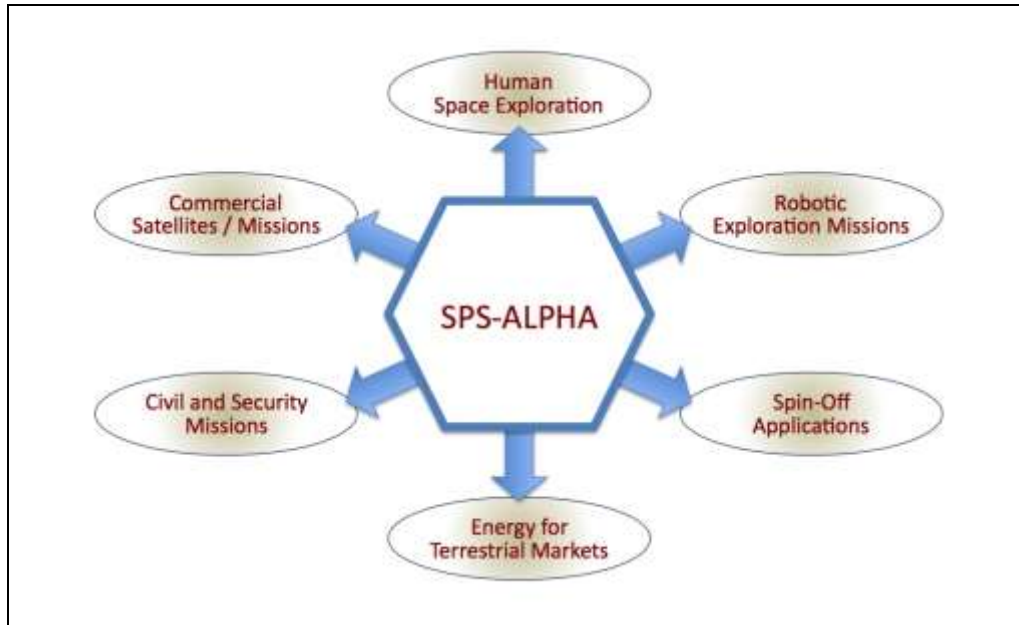 Human
Space Exploration
Commercial
Satellites / Missions
Robotic
Exploration Missions
SPS-ALPHA
Civil and Security
Missions
Spin-Off
Applications
Energy for
Terrestrial Markets